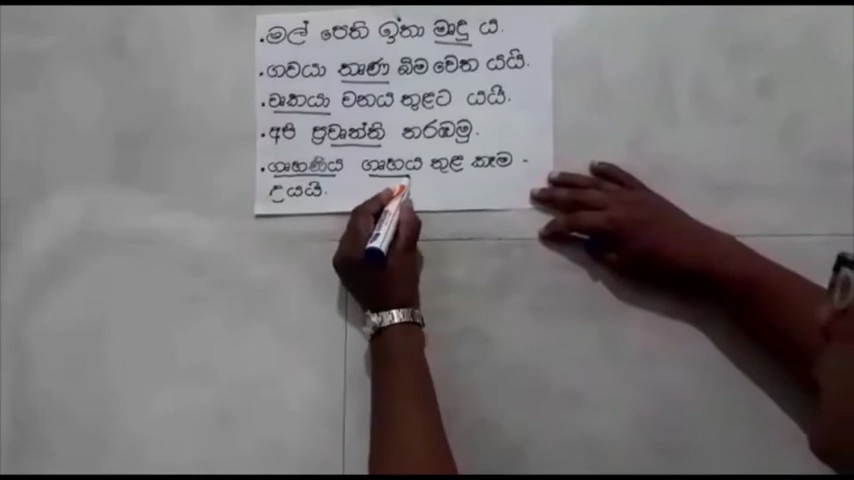 .මල් පෙති ඉතා මෘදු ය.
.ගවයා තෘණ බිම වෙත යයි.
.වෘකයා වනය තුළට යයි.
.අපි ප්‍රවෘත්ති නරඹමු.
.ගෘහණිය ගෘහය තුළ කෑම -
උයයි.